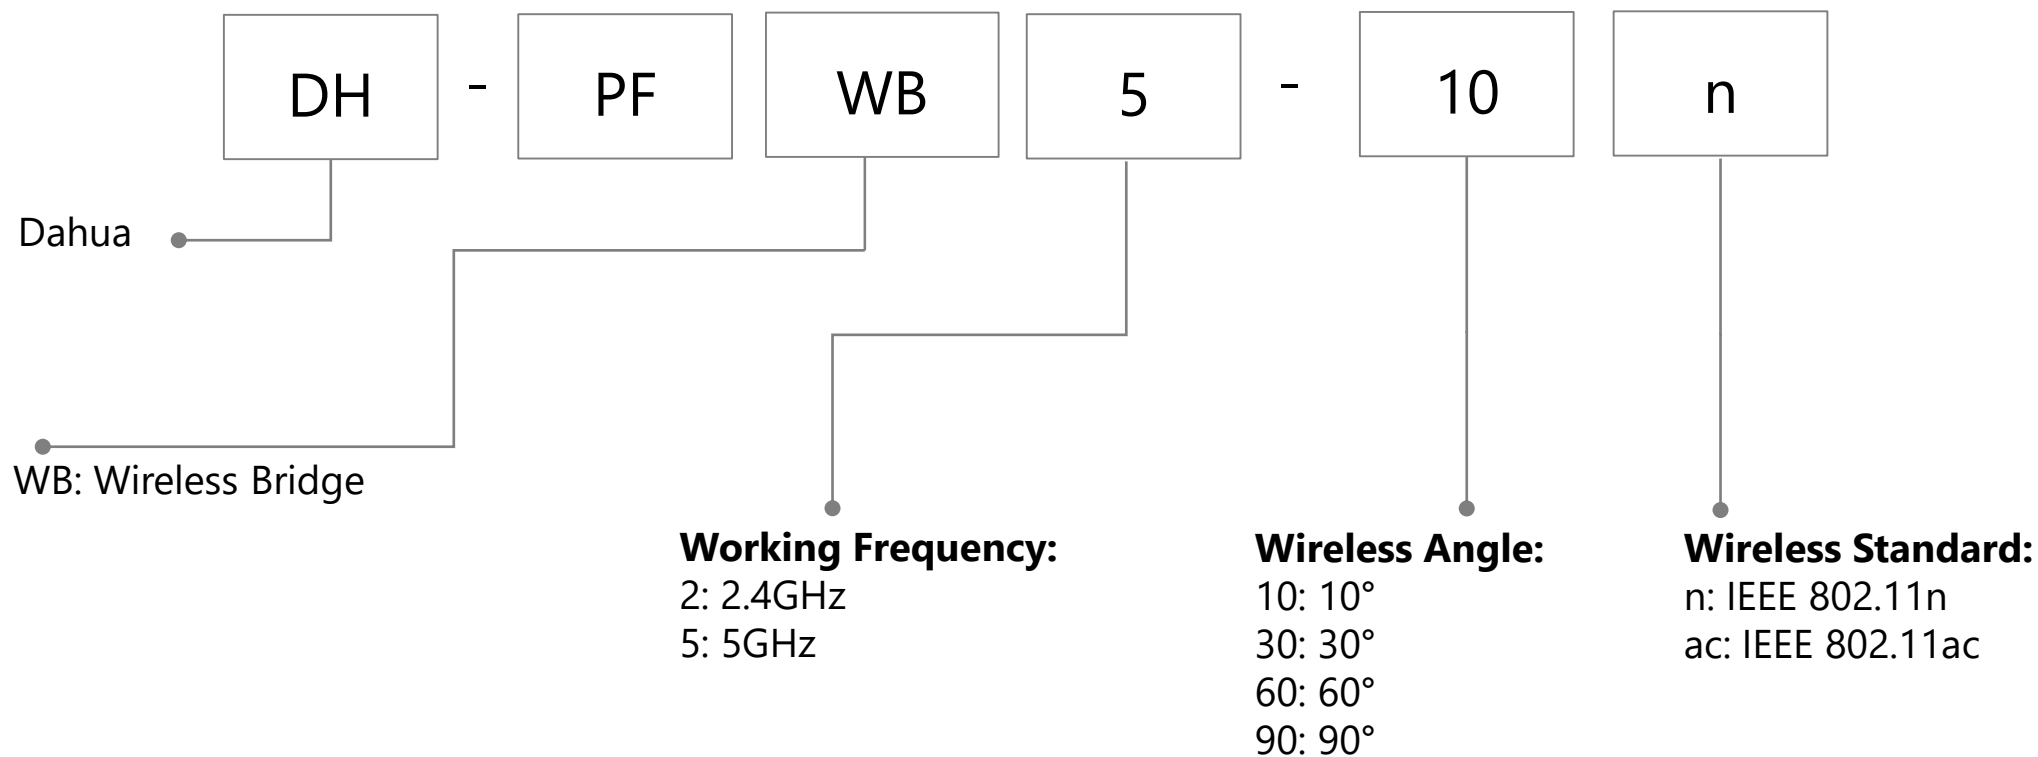 DH - PF WB 5 - 10 n
Dahua
WB: Wireless Bridge
Working Frequency:
2: 2.4GHz
5: 5GHz
Wireless Angle:
10: 10°
30: 30°
60: 60°
90: 90°
Wireless Standard:
n: IEEE 802.11n
ac: IEEE 802.11ac